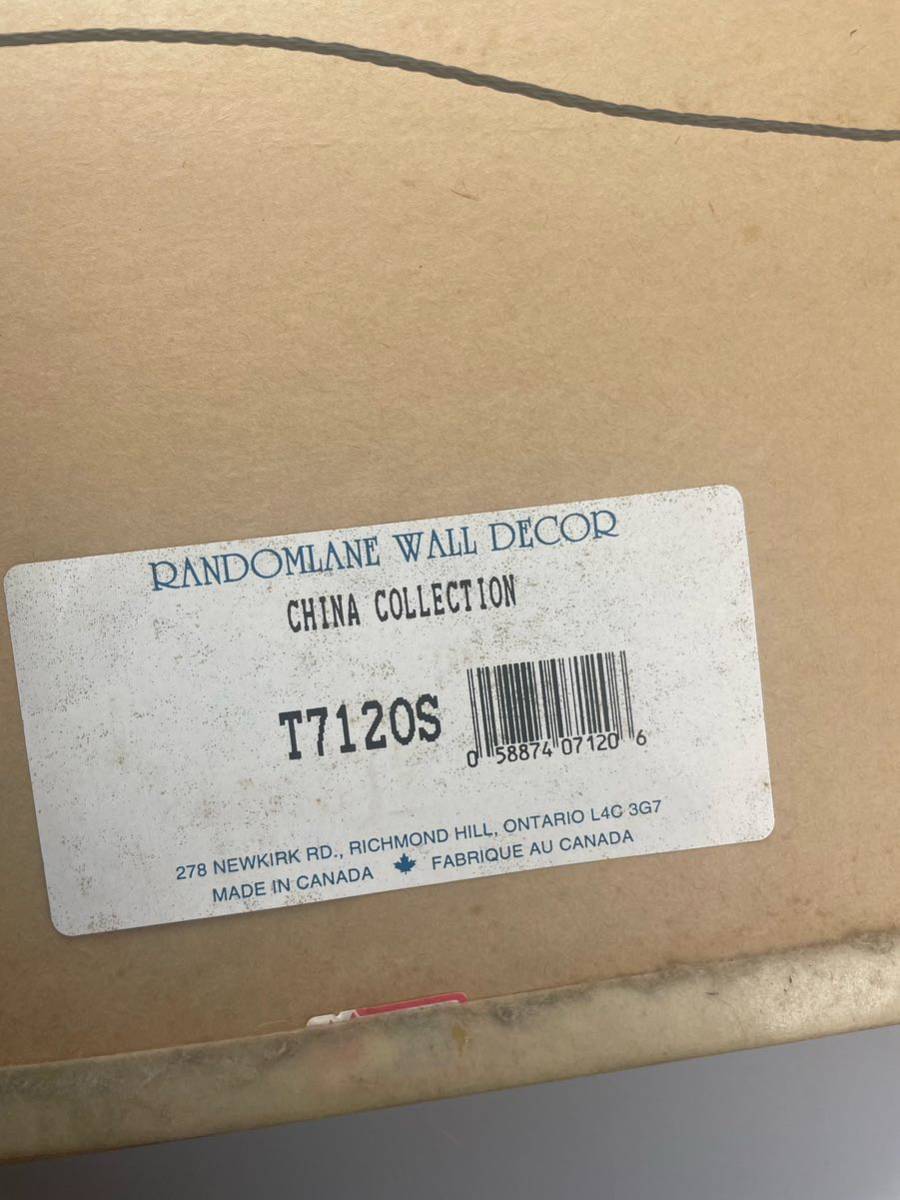 RANDOMLANE WALL DECOR
CHINA COLLECTION
T7120S
0 58874 07120 6
278 NEWKIRK RD., RICHMOND HILL, ONTARIO L4C 3G7
MADE IN CANADA FABRIQUE AU CANADA